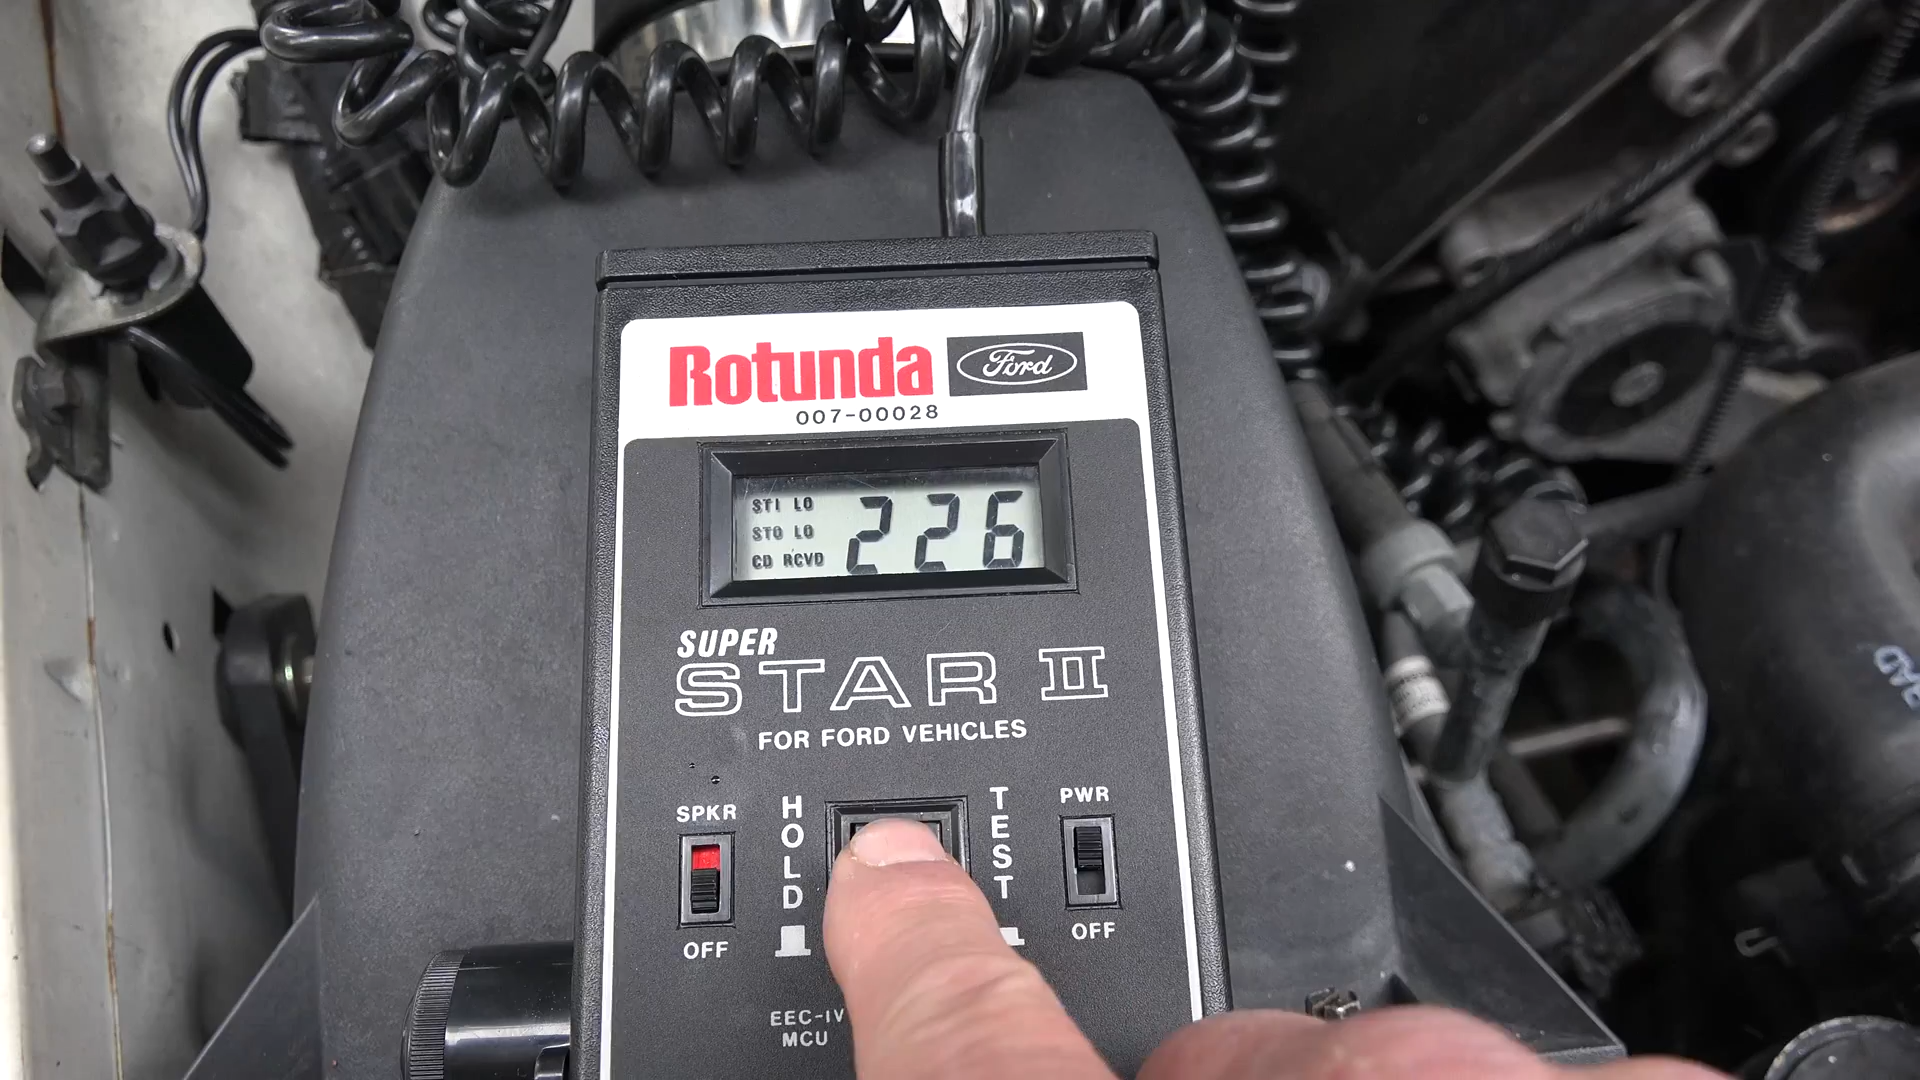 Rotunda Ford
007-00028
STI LO
STO LO
CD RCVD
226
SUPER
STAR II
FOR FORD VEHICLES
SPKR
HOLD
TEST
PWR
OFF
OFF
EEC-IV
MCU